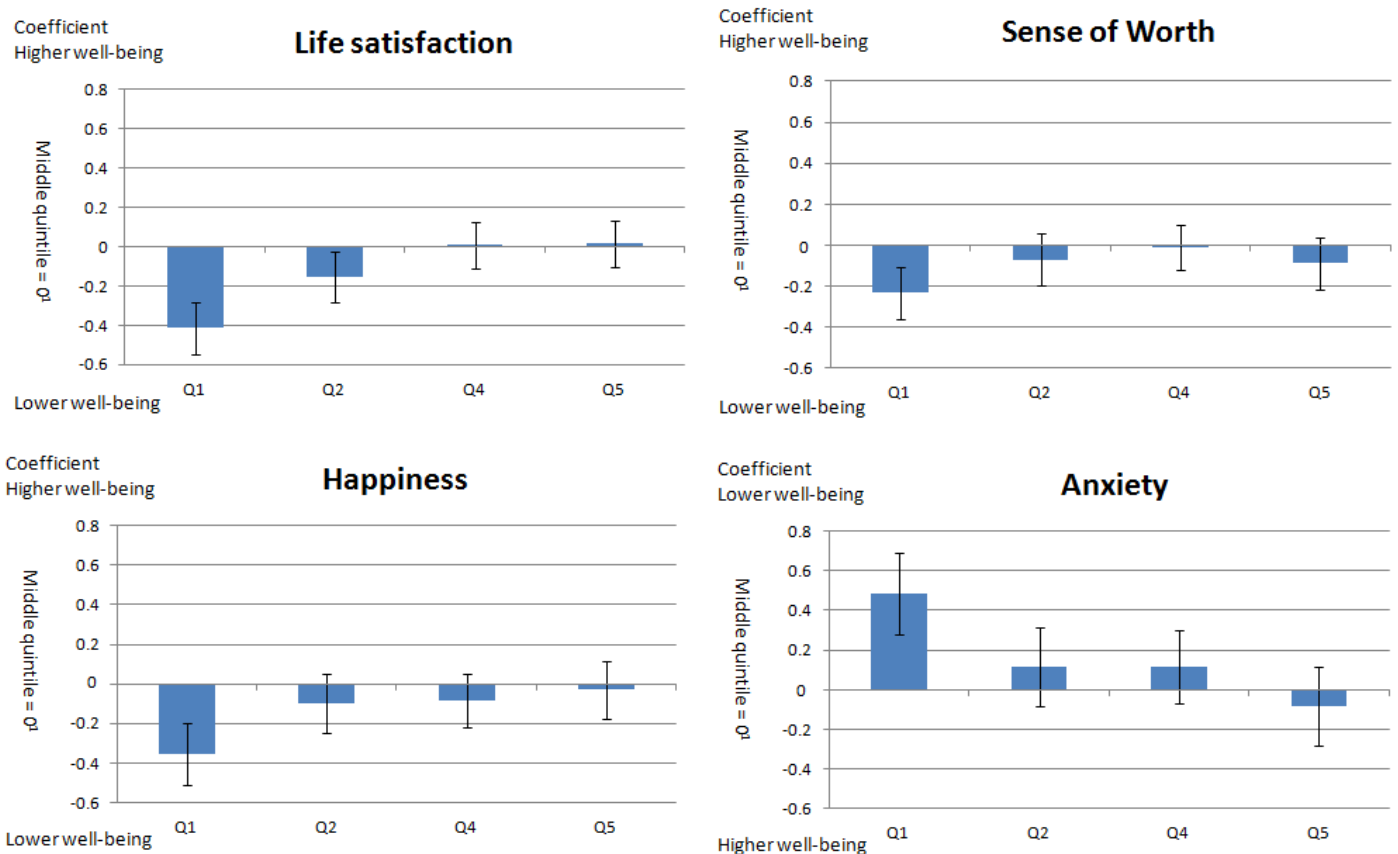 Coefficient
Higher well-being
Life satisfaction
0.8
0.6
0.4
0.2
0
-0.2
-0.4
-0.6
Middle quintile = 0¹
Q1 Q2 Q4 Q5
Lower well-being
Coefficient
Higher well-being
Sense of Worth
0.8
0.6
0.4
0.2
0
-0.2
-0.4
-0.6
Middle quintile = 0¹
Q1 Q2 Q4 Q5
Lower well-being
Coefficient
Higher well-being
Happiness
0.8
0.6
0.4
0.2
0
-0.2
-0.4
-0.6
Middle quintile = 0¹
Q1 Q2 Q4 Q5
Lower well-being
Coefficient
Lower well-being
Anxiety
0.8
0.6
0.4
0.2
0
-0.2
-0.4
-0.6
Middle quintile = 0¹
Q1 Q2 Q4 Q5
Higher well-being